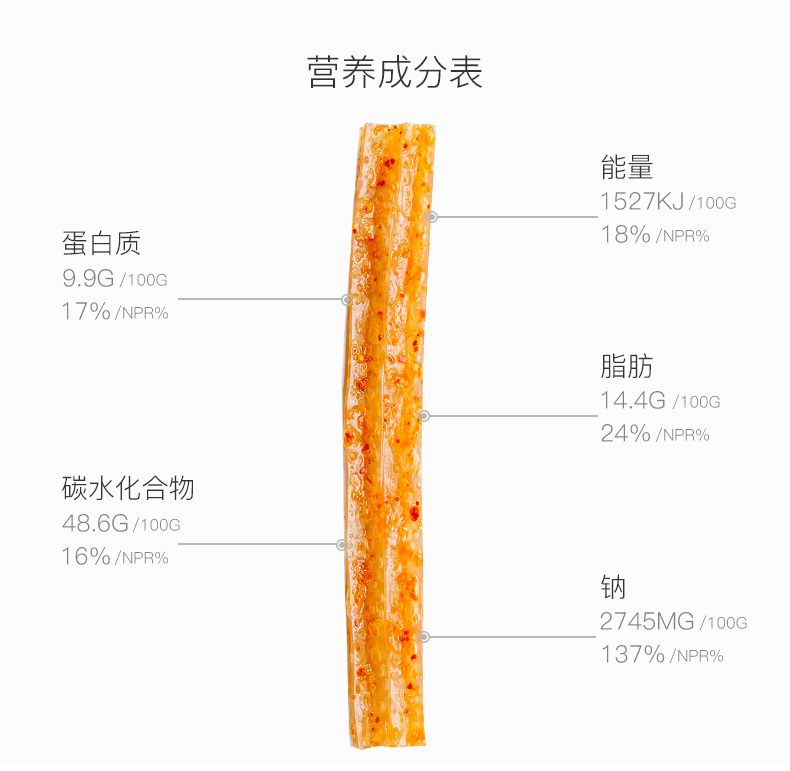 营养成分表
能量
1527KJ /100G
18% /NPR%
蛋白质
9.9G /100G
17% /NPR%
脂肪
14.4G /100G
24% /NPR%
碳水化合物
48.6G /100G
16% /NPR%
钠
2745MG /100G
137% /NPR%